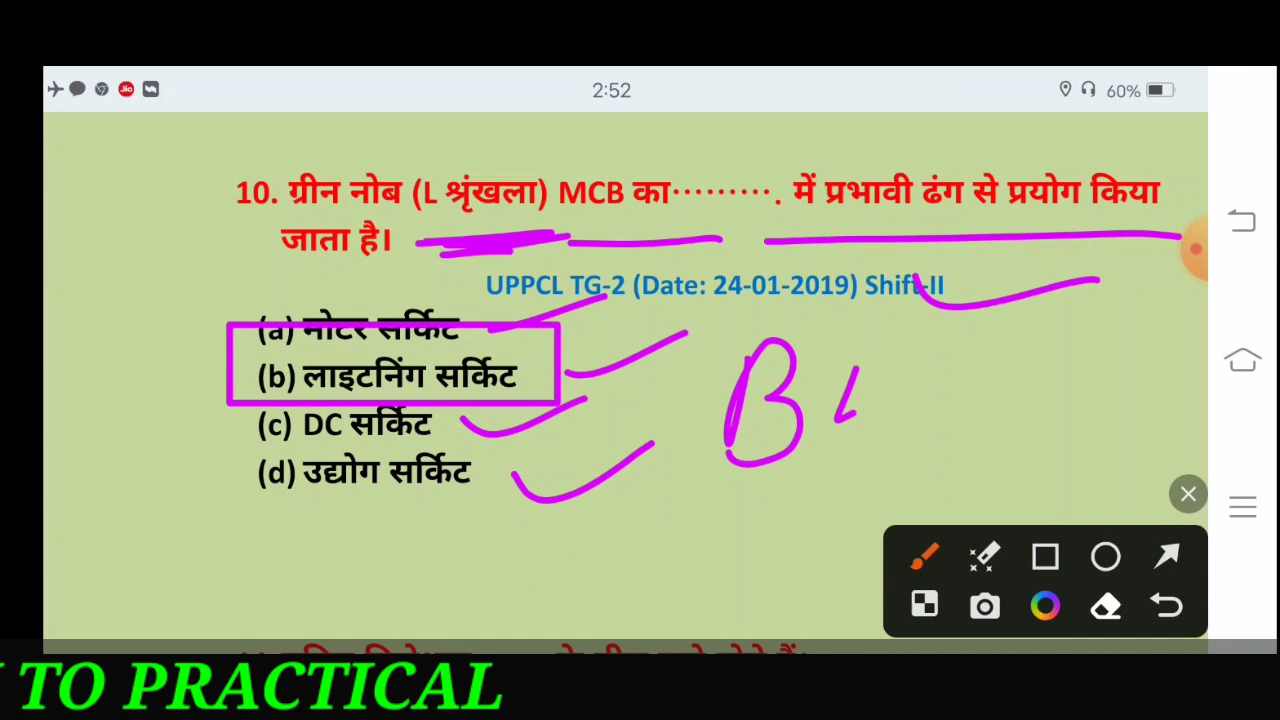 2:52
60%
10. ग्रीन नोब (L श्रृंखला) MCB का………. में प्रभावी ढंग से प्रयोग किया
जाता है।
UPPCL TG-2 (Date: 24-01-2019) Shift-II
(a) मोटर सर्किट
(b) लाइटनिंग सर्किट
(c) DC सर्किट
(d) उद्योग सर्किट
B
TO PRACTICAL